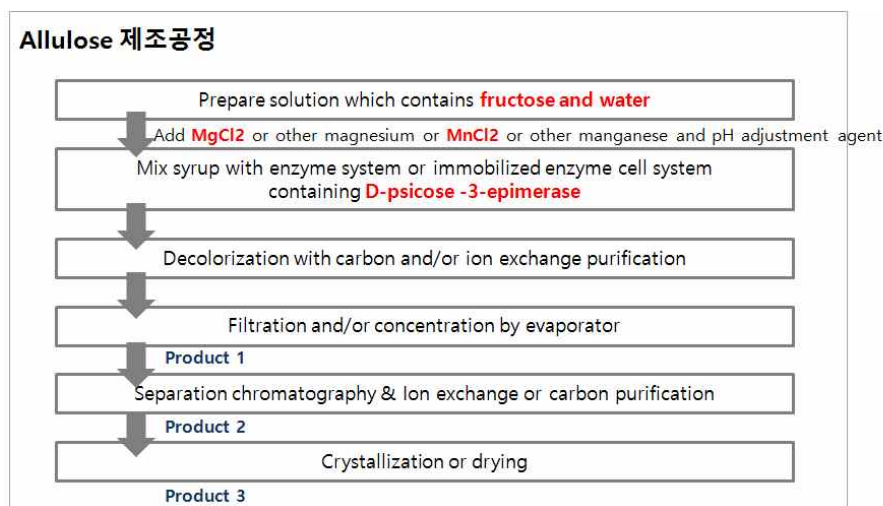 Allulose 제조공정
Prepare solution which contains fructose and water
Add MgCl2 or other magnesium or MnCl2 or other manganese and pH adjustment agent
Mix syrup with enzyme system or immobilized enzyme cell system
containing D-psicose -3-epimerase
Decolorization with carbon and/or ion exchange purification
Filtration and/or concentration by evaporator
Product 1
Separation chromatography & Ion exchange or carbon purification
Product 2
Crystallization or drying
Product 3